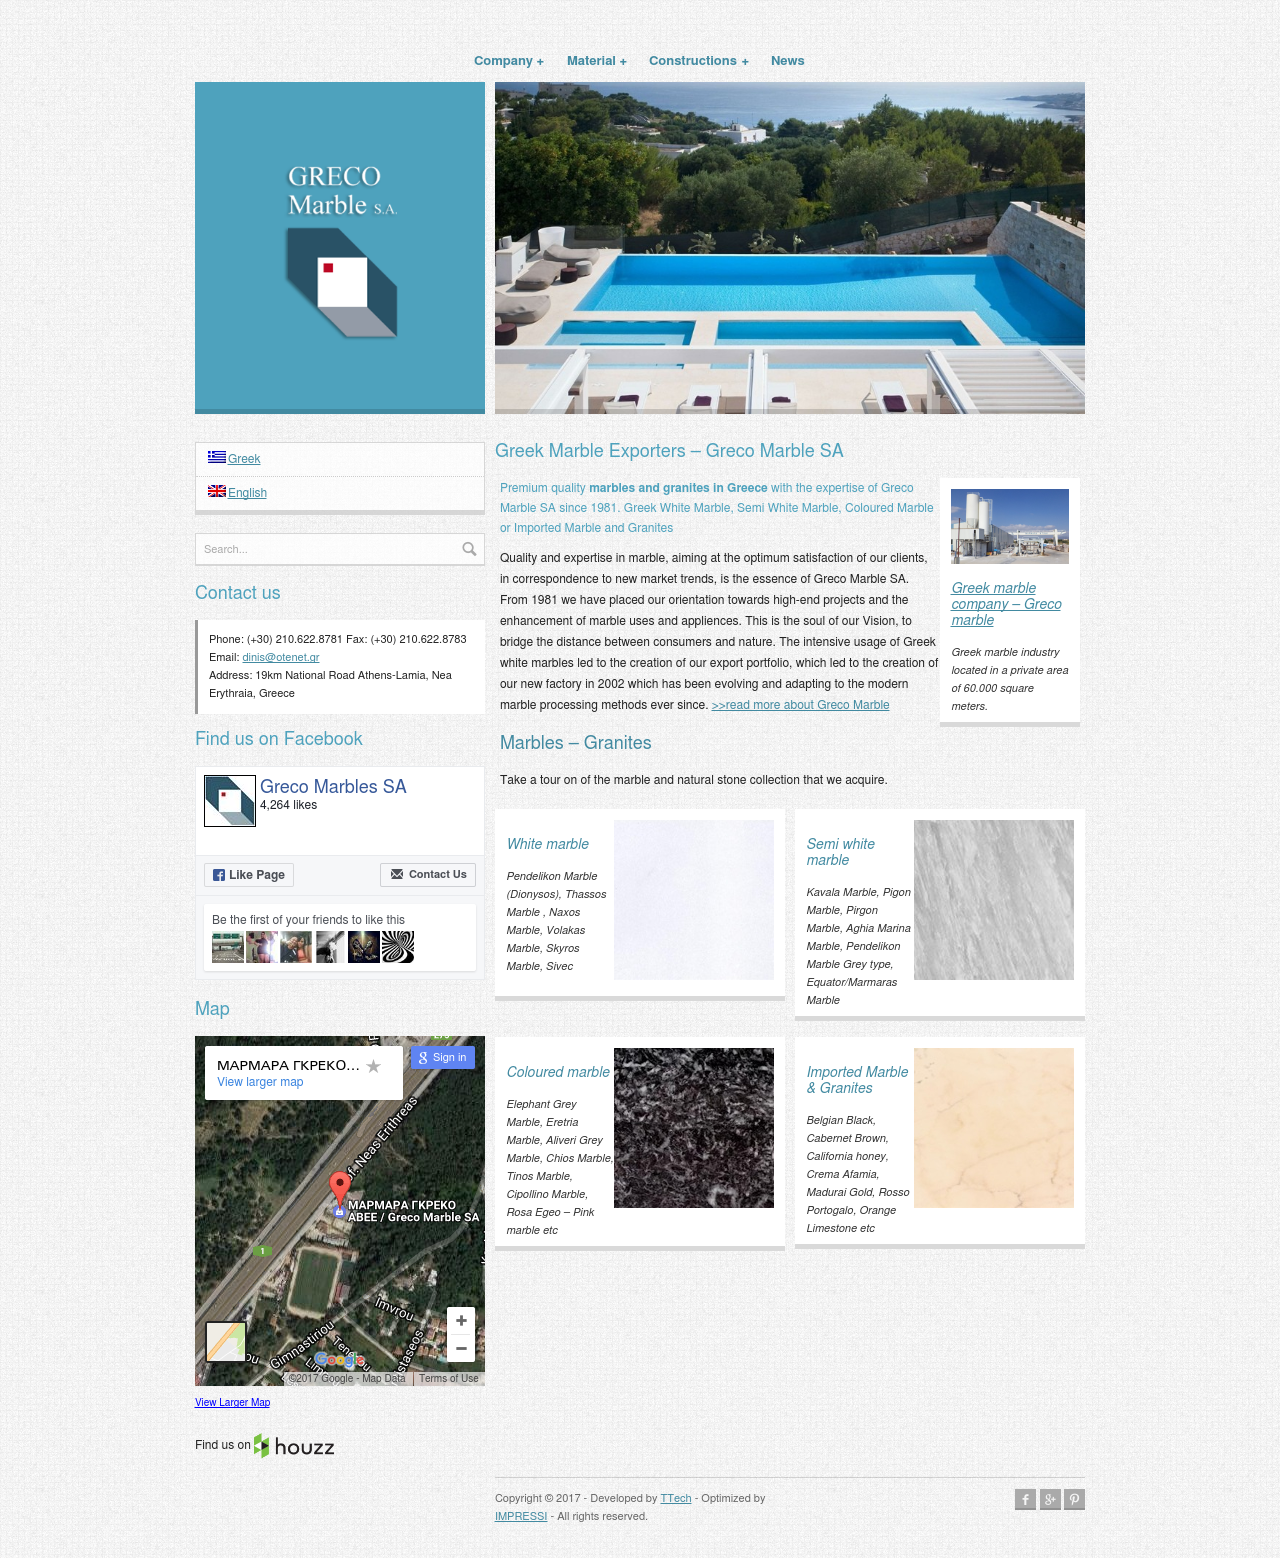 Company +
Material +
Constructions +
News
GRECO
Marble S.A.
Greek
English
Search...
Contact us
Phone: (+30) 210.622.8781 Fax: (+30) 210.622.8783
Email: dinis@otenet.gr
Address: 19km National Road Athens-Lamia, Nea
Erythraia, Greece
Find us on Facebook
Greco Marbles SA
4,264 likes
Like Page
Contact Us
Be the first of your friends to like this
Map
ΜΑΡΜΑΡΑ ΓΚΡΕΚΟ...
View larger map
Sign in
of. Neas Erithreas
ΜΑΡΜΑΡΑ ΓΚΡΕΚΟ
ΑΒΕΕ / Greco Marble SA
1
Imvrou
Gimnastiriou
Google
©2017 Google - Map Data
Terms of Use
View Larger Map
Find us on houzz
Greek Marble Exporters – Greco Marble SA
Premium quality marbles and granites in Greece with the expertise of Greco
Marble SA since 1981. Greek White Marble, Semi White Marble, Coloured Marble
or Imported Marble and Granites
Quality and expertise in marble, aiming at the optimum satisfaction of our clients,
in correspondence to new market trends, is the essence of Greco Marble SA.
From 1981 we have placed our orientation towards high-end projects and the
enhancement of marble uses and appliences. This is the soul of our Vision, to
bridge the distance between consumers and nature. The intensive usage of Greek
white marbles led to the creation of our export portfolio, which led to the creation of
our new factory in 2002 which has been evolving and adapting to the modern
marble processing methods ever since. >>read more about Greco Marble
Greek marble
company – Greco
marble
Greek marble industry
located in a private area
of 60.000 square
meters.
Marbles – Granites
Take a tour on of the marble and natural stone collection that we acquire.
White marble
Pendelikon Marble
(Dionysos), Thassos
Marble , Naxos
Marble, Volakas
Marble, Skyros
Marble, Sivec
Semi white
marble
Kavala Marble, Pigon
Marble, Pirgon
Marble, Aghia Marina
Marble, Pendelikon
Marble Grey type,
Equator/Marmaras
Marble
Coloured marble
Elephant Grey
Marble, Eretria
Marble, Aliveri Grey
Marble, Chios Marble,
Tinos Marble,
Cipollino Marble,
Rosa Egeo – Pink
marble etc
Imported Marble
& Granites
Belgian Black,
Cabernet Brown,
California honey,
Crema Afamia,
Madurai Gold, Rosso
Portogalo, Orange
Limestone etc
Copyright © 2017 - Developed by TTech - Optimized by
IMPRESSI - All rights reserved.